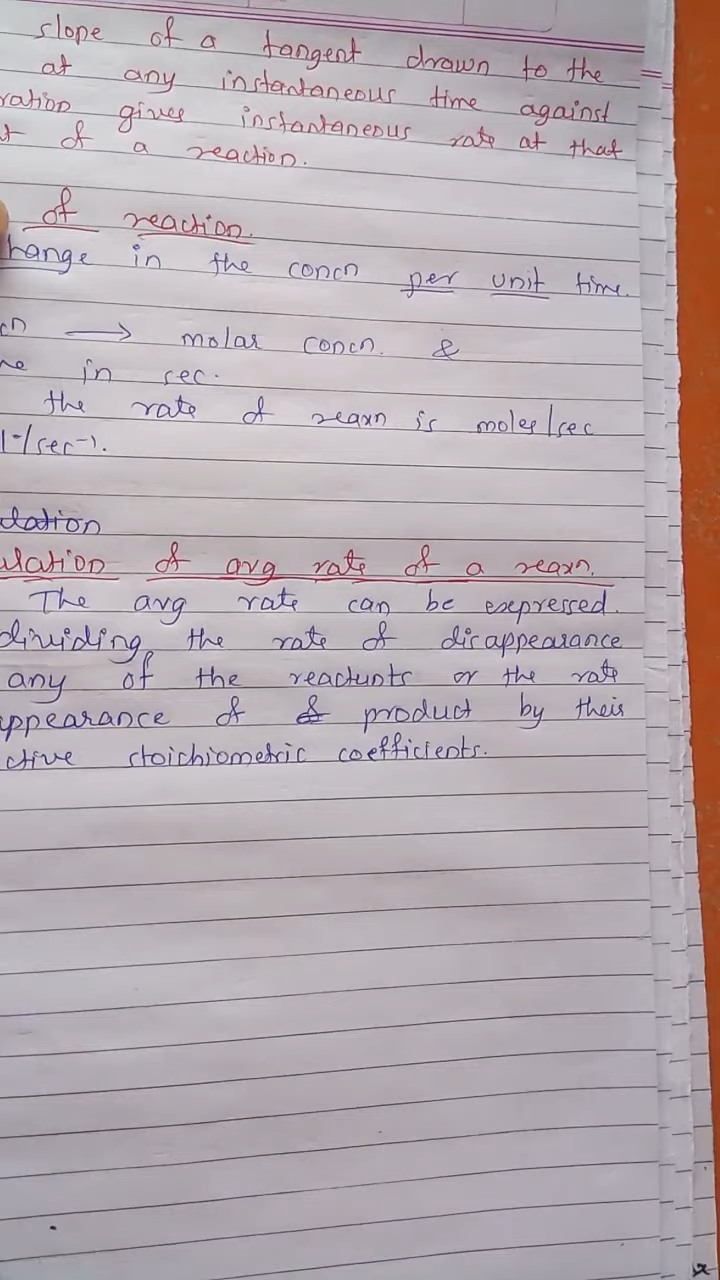 slope of a tangent drawn to the
at any instantaneous time against
ration gives instantaneous rate at that
t of a reaction.
of reaction.
hange in the concn per unit time.
cn → molar concn. &
ne in sec.
the rate of reaxn is moles/sec
l⁻/sec⁻¹.
lation
ulation of avg rate of a reaxn.
The avg rate can be expressed.
dividing the rate of disappearance
any of the reactants or the rate
ppearance of & product by their
ctive stoichiometric coefficients.